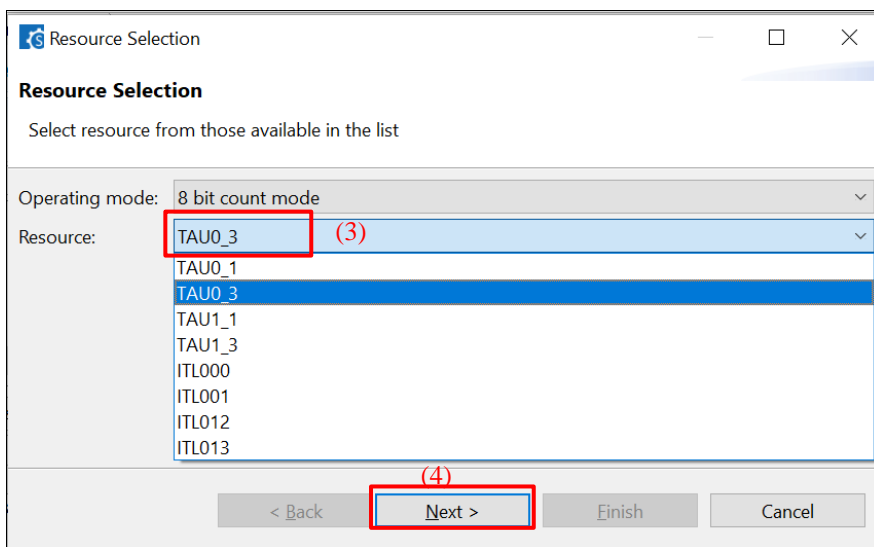 Resource Selection
Resource Selection
Select resource from those available in the list
Operating mode: 8 bit count mode
Resource: TAU0_3 (3)
TAU0_1
TAU0_3
TAU1_1
TAU1_3
ITL000
ITL001
ITL012
ITL013
(4)
< Back Next > Finish Cancel